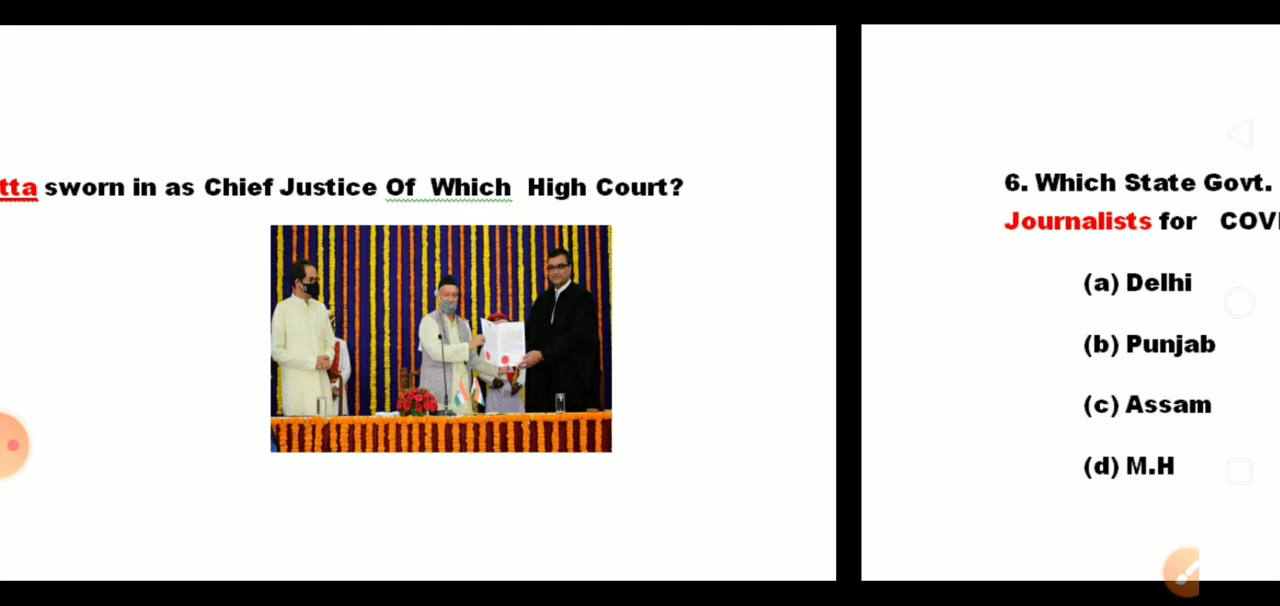 tta sworn in as Chief Justice Of Which High Court?
6. Which State Govt.
Journalists for COVI
(a) Delhi
(b) Punjab
(c) Assam
(d) M.H